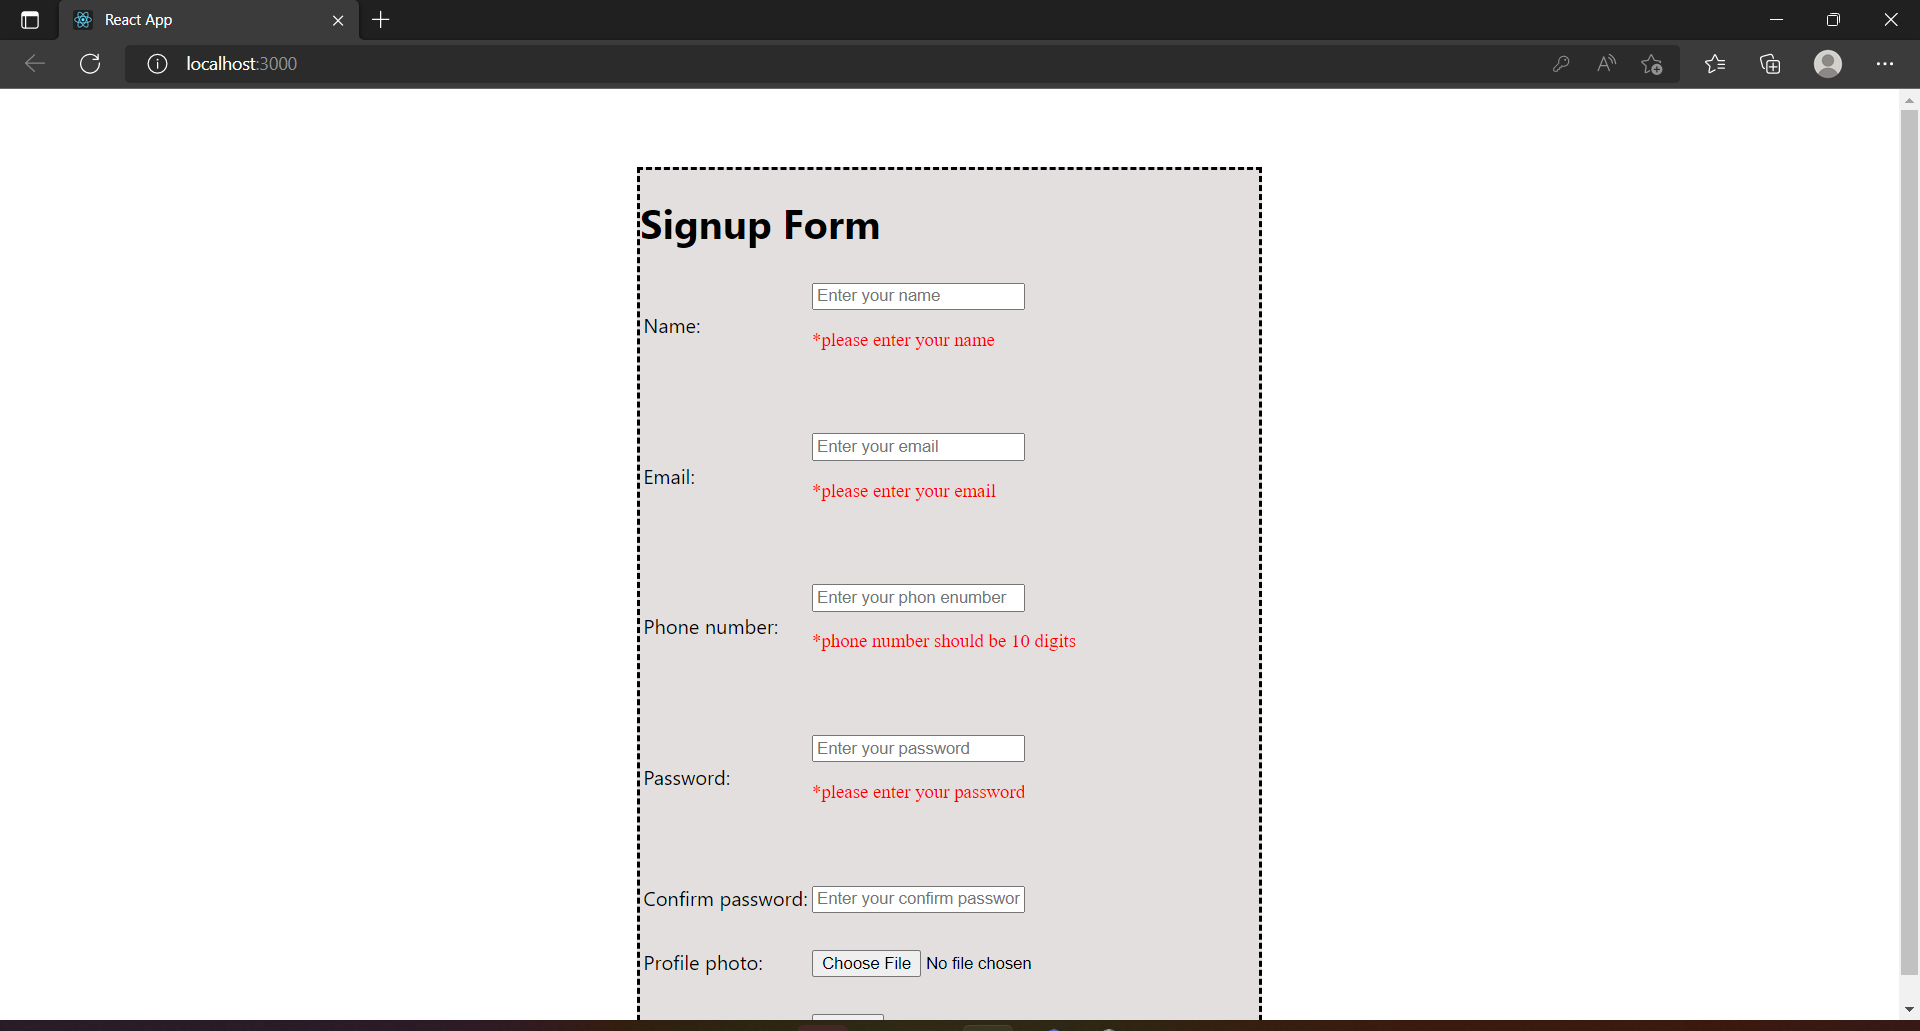 React App
localhost:3000
Signup Form
Enter your name
Name:
*please enter your name
Enter your email
Email:
*please enter your email
Enter your phon enumber
Phone number:
*phone number should be 10 digits
Enter your password
Password:
*please enter your password
Confirm password: Enter your confirm passwor
Profile photo: Choose File No file chosen